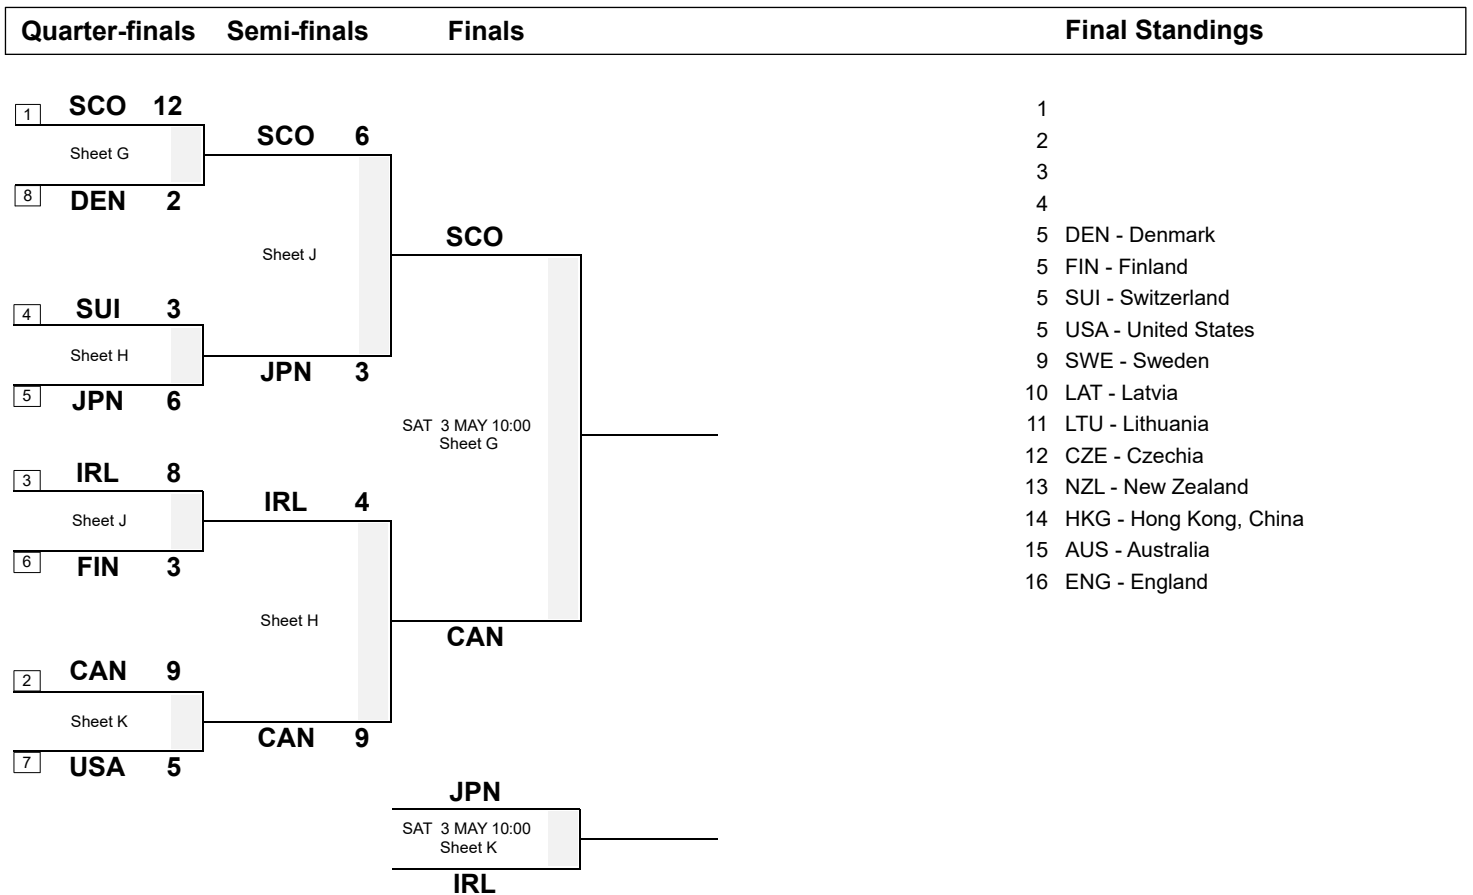 Quarter-finals Semi-finals Finals Final Standings
1 SCO 12
Sheet G
8 DEN 2
4 SUI 3
Sheet H
5 JPN 6
3 IRL 8
Sheet J
6 FIN 3
2 CAN 9
Sheet K
7 USA 5
SCO 6
Sheet J
JPN 3
IRL 4
Sheet H
CAN 9
SCO
SAT 3 MAY 10:00
Sheet G
CAN
JPN
SAT 3 MAY 10:00
Sheet K
IRL
1
2
3
4
5 DEN - Denmark
5 FIN - Finland
5 SUI - Switzerland
5 USA - United States
9 SWE - Sweden
10 LAT - Latvia
11 LTU - Lithuania
12 CZE - Czechia
13 NZL - New Zealand
14 HKG - Hong Kong, China
15 AUS - Australia
16 ENG - England